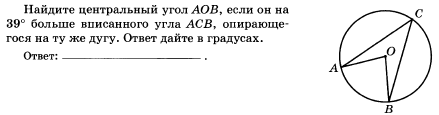 Найдите центральный угол AOB, если он на
39° больше вписанного угла ACB, опирающе-
гося на ту же дугу. Ответ дайте в градусах.
Ответ: ____________________ .
C
O
A
B